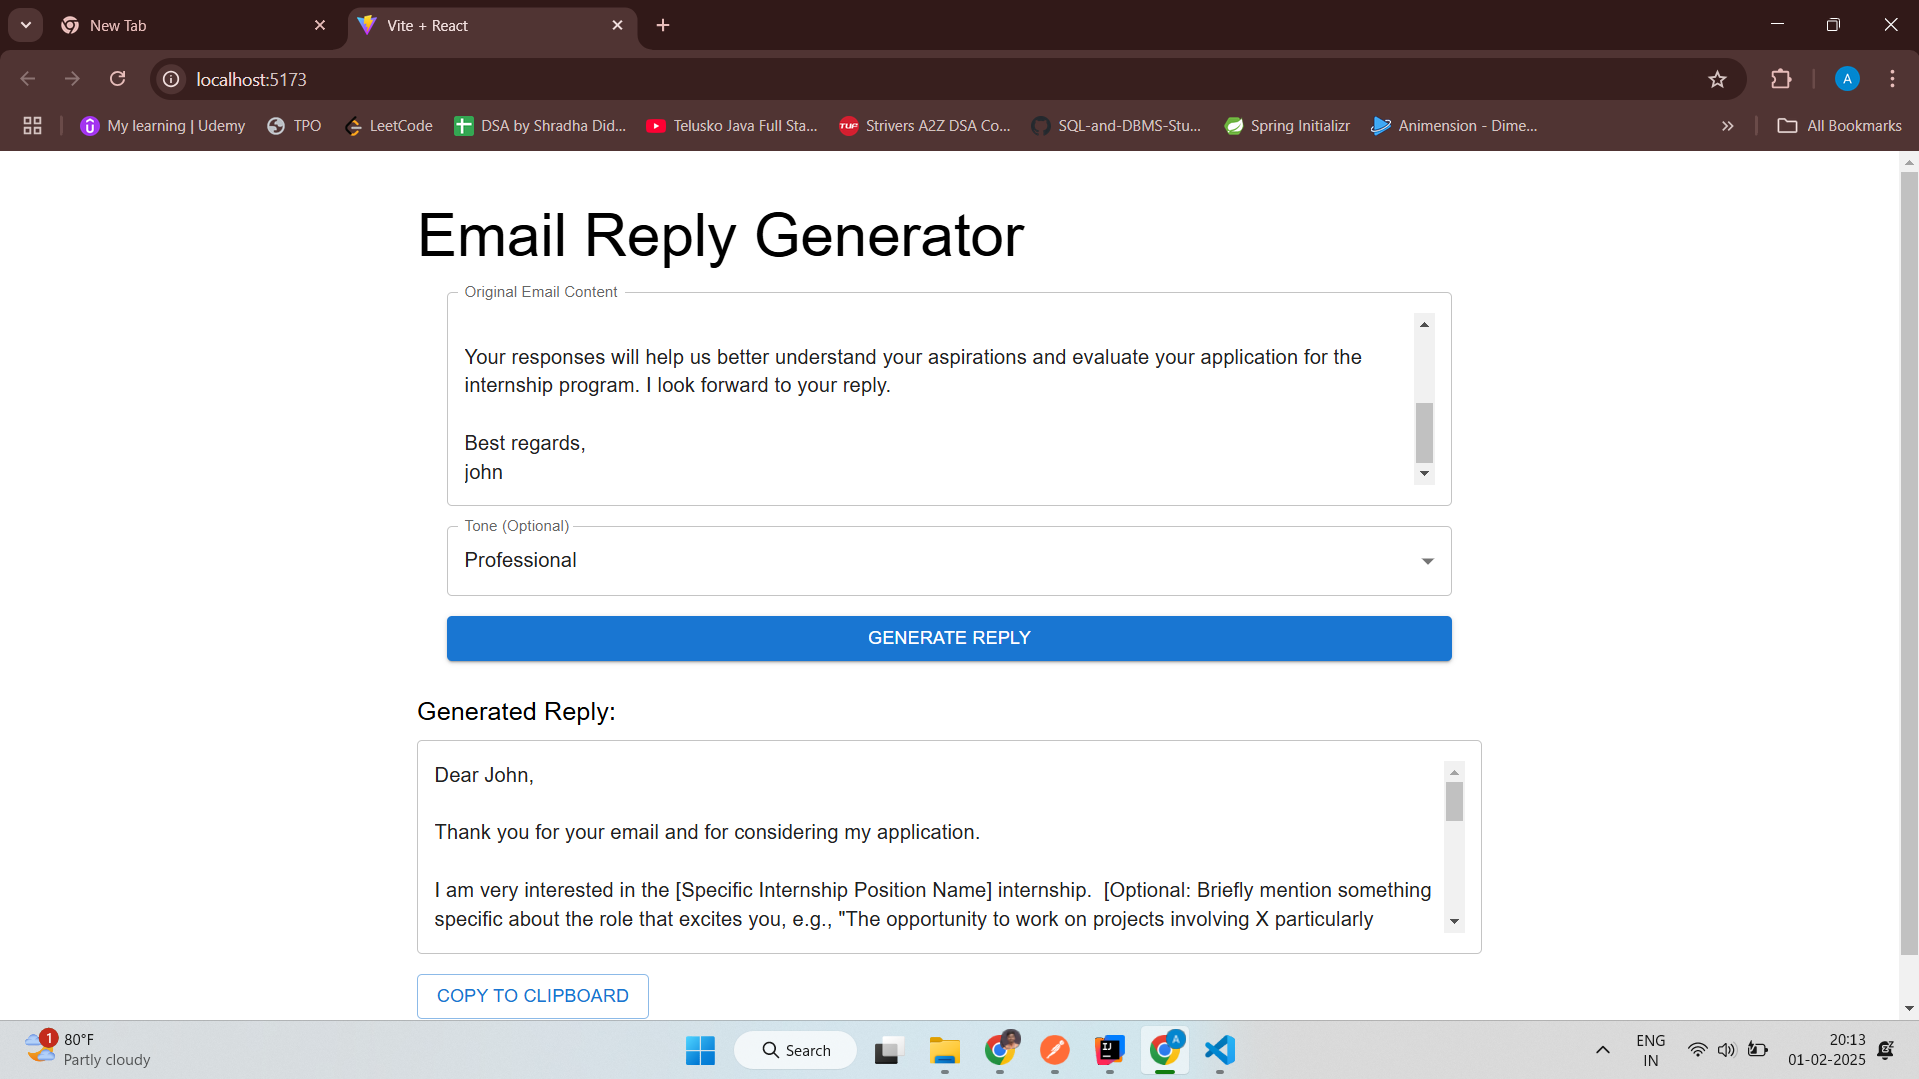 New Tab
Vite + React
localhost:5173
A
My learning | Udemy
TPO
LeetCode
DSA by Shradha Did...
Telusko Java Full Sta...
TUF
Strivers A2Z DSA Co...
SQL-and-DBMS-Stu...
Spring Initializr
Animension - Dime...
All Bookmarks
Email Reply Generator
Original Email Content
Your responses will help us better understand your aspirations and evaluate your application for the
internship program. I look forward to your reply.
Best regards,
john
Tone (Optional)
Professional
GENERATE REPLY
Generated Reply:
Dear John,
Thank you for your email and for considering my application.
I am very interested in the [Specific Internship Position Name] internship.  [Optional: Briefly mention something
specific about the role that excites you, e.g., "The opportunity to work on projects involving X particularly
COPY TO CLIPBOARD
1
80°F
Partly cloudy
Search
IJ
A
ENG
IN
20:13
01-02-2025